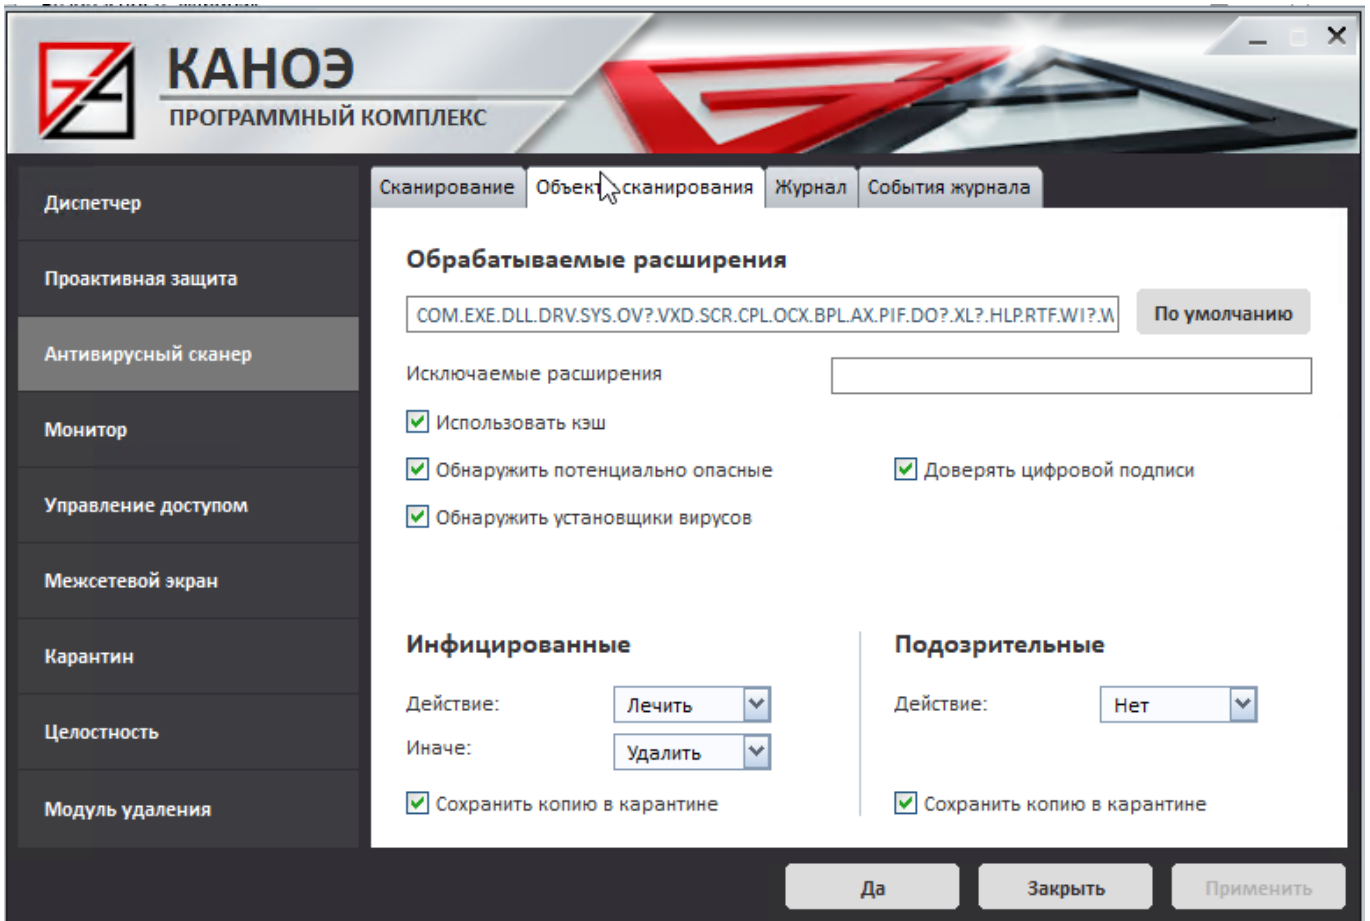 КАНОЭ
ПРОГРАММНЫЙ КОМПЛЕКС
Диспетчер
Проактивная защита
Антивирусный сканер
Монитор
Управление доступом
Межсетевой экран
Карантин
Целостность
Модуль удаления
Сканирование Объекты сканирования Журнал События журнала
Обрабатываемые расширения
COM.EXE.DLL.DRV.SYS.OV?.VXD.SCR.CPL.OCX.BPL.AX.PIF.DO?.XL?.HLP.RTF.WI?. По умолчанию
Исключаемые расширения
Использовать кэш
Обнаружить потенциально опасные Доверять цифровой подписи
Обнаружить установщики вирусов
Инфицированные Подозрительные
Действие: Лечить Действие: Нет
Иначе: Удалить
Сохранить копию в карантине Сохранить копию в карантине
Да Закрыть Применить